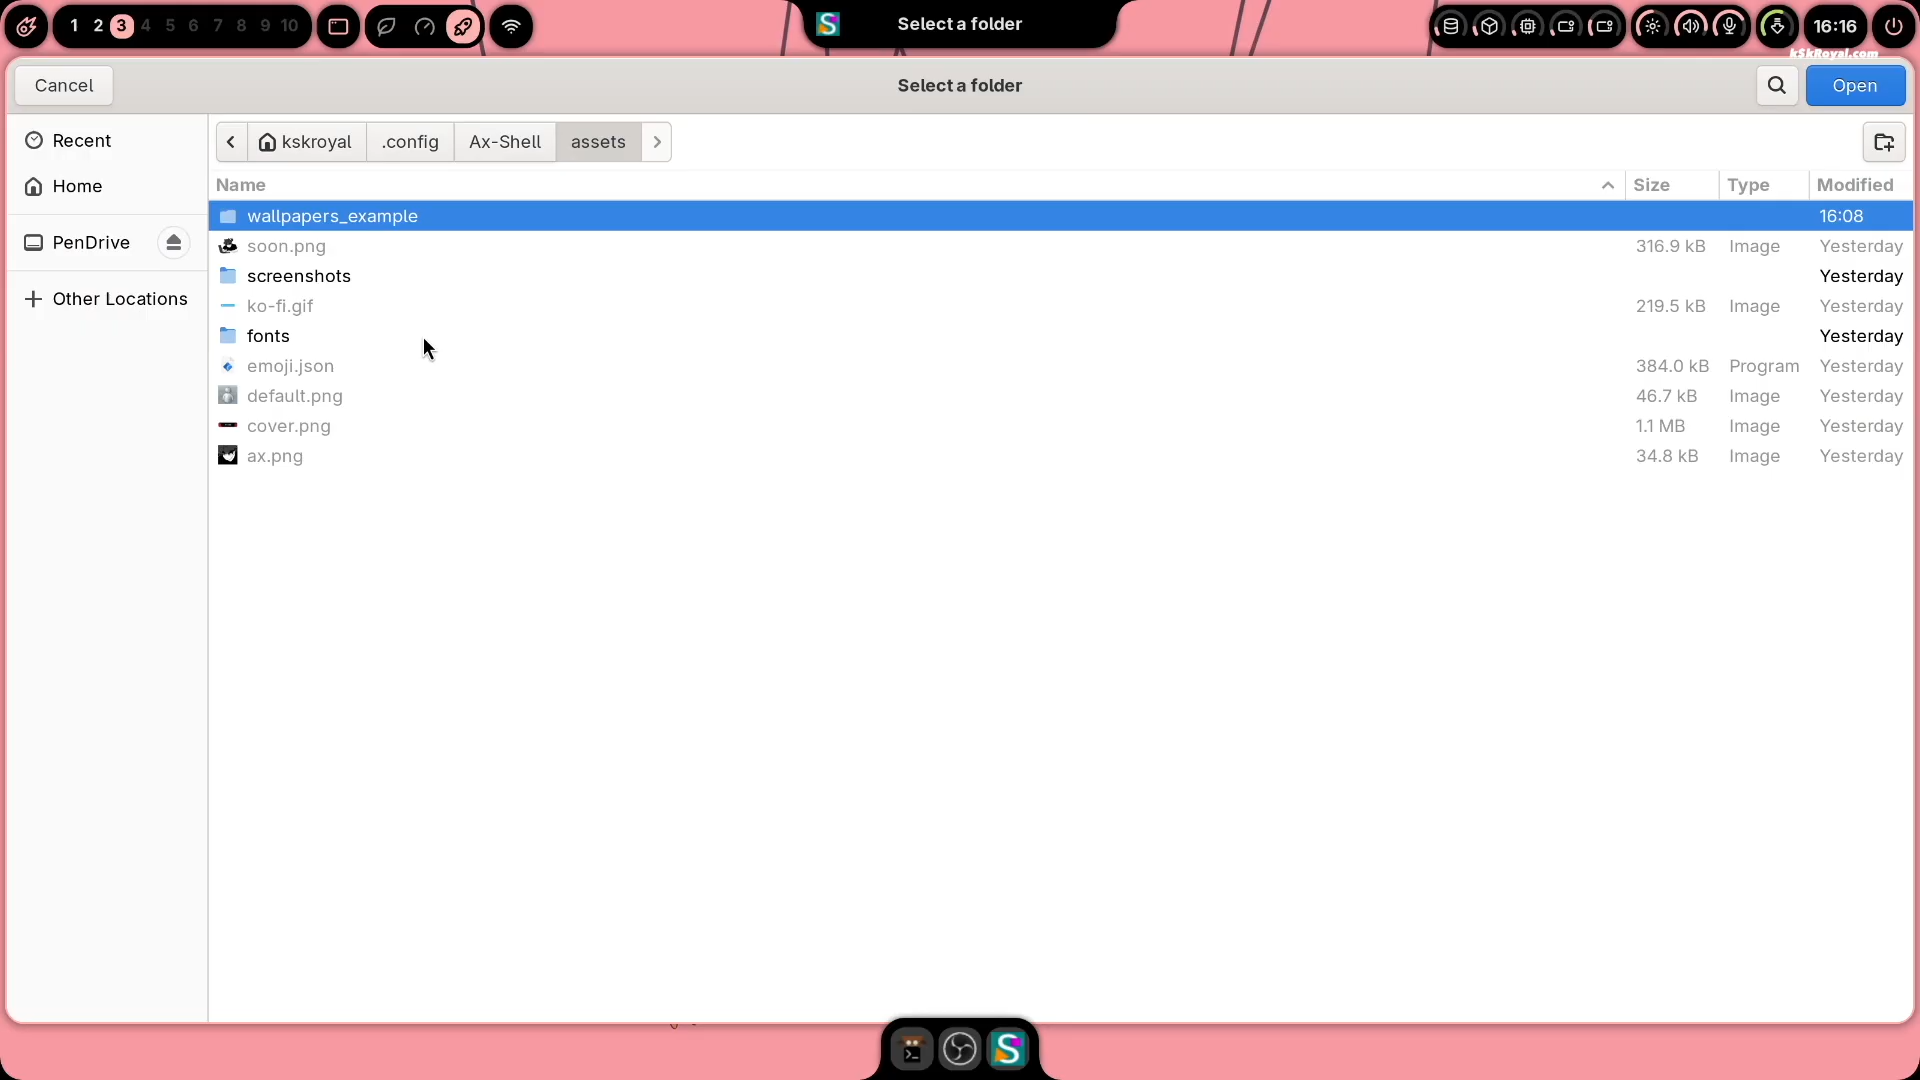 1 2 3 4 5 6 7 8 9 10
Select a folder
16:16
kSkRoyal.com
Cancel
Select a folder
Open
Recent
Home
PenDrive
Other Locations
kskroyal .config Ax-Shell assets
Name Size Type Modified
wallpapers_example 16:08
soon.png 316.9 kB Image Yesterday
screenshots Yesterday
ko-fi.gif 219.5 kB Image Yesterday
fonts Yesterday
emoji.json 384.0 kB Program Yesterday
default.png 46.7 kB Image Yesterday
cover.png 1.1 MB Image Yesterday
ax.png 34.8 kB Image Yesterday